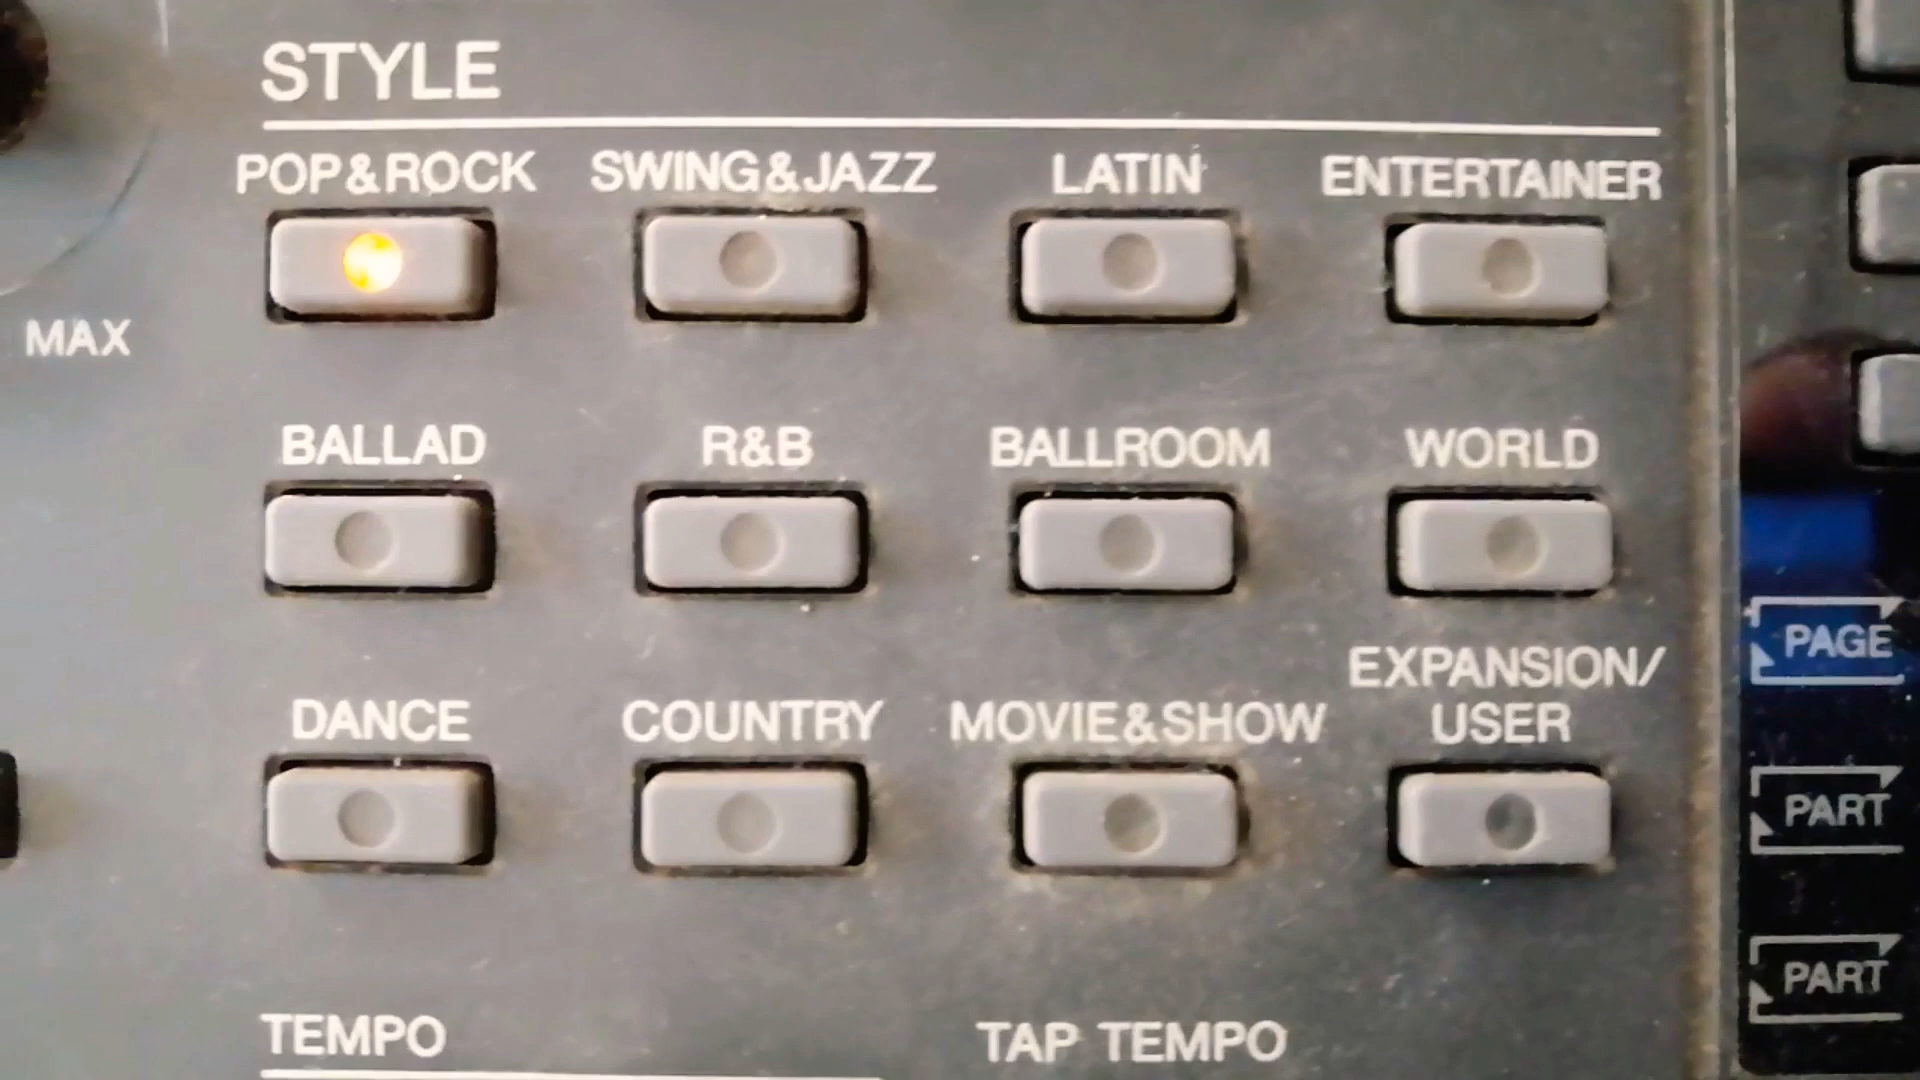 STYLE
POP&ROCK SWING&JAZZ LATIN ENTERTAINER
MAX
BALLAD R&B BALLROOM WORLD
PAGE
EXPANSION/
DANCE COUNTRY MOVIE&SHOW USER
PART
PART
TEMPO TAP TEMPO